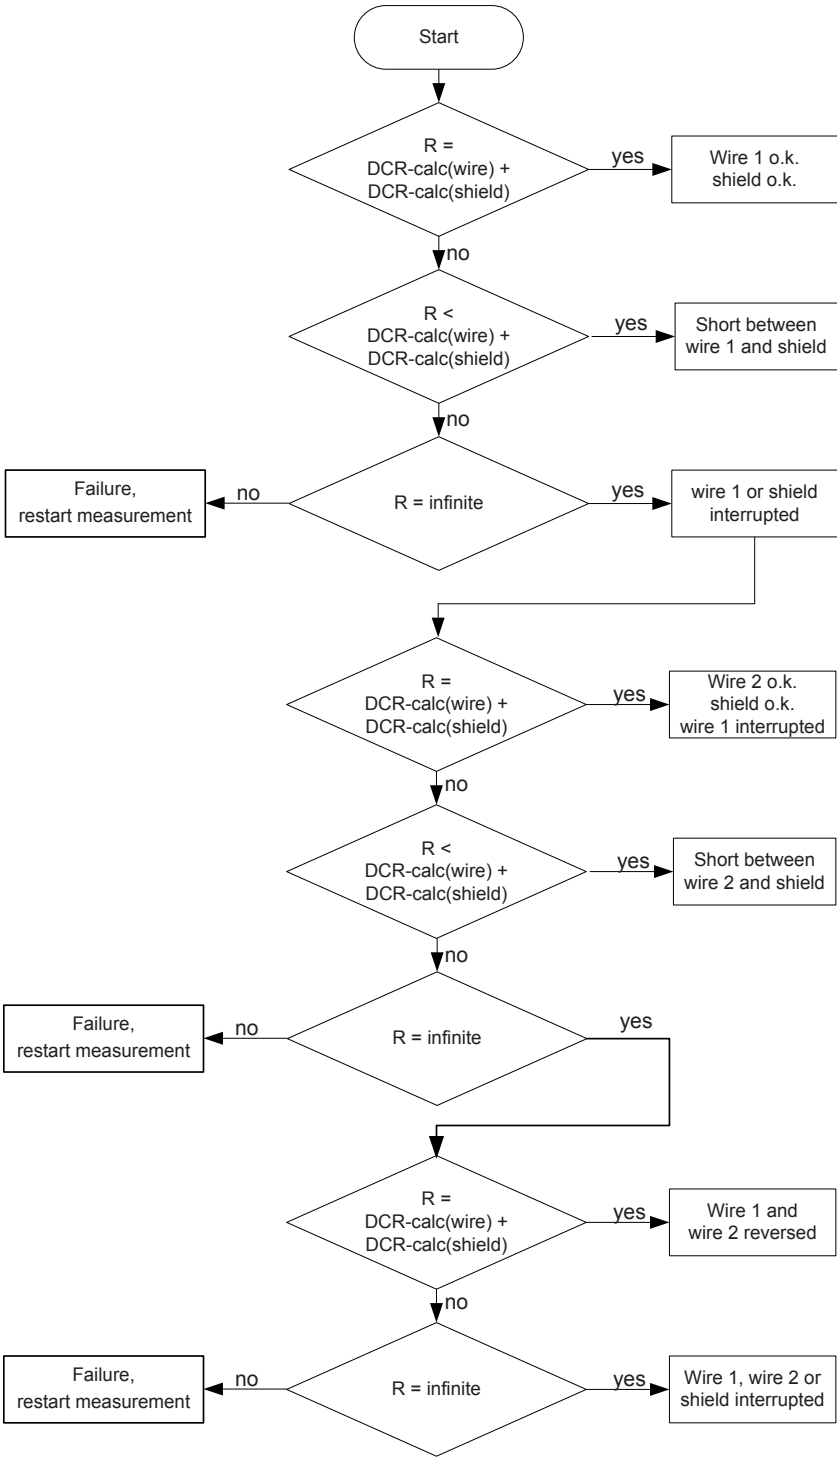 Start
R =
DCR-calc(wire) +
DCR-calc(shield)
yes
Wire 1 o.k.
shield o.k.
no
R <
DCR-calc(wire) +
DCR-calc(shield)
yes
Short between
wire 1 and shield
no
Failure,
restart measurement
no
R = infinite
yes
wire 1 or shield
interrupted
R =
DCR-calc(wire) +
DCR-calc(shield)
yes
Wire 2 o.k.
shield o.k.
wire 1 interrupted
no
R <
DCR-calc(wire) +
DCR-calc(shield)
yes
Short between
wire 2 and shield
no
Failure,
restart measurement
no
R = infinite
yes
R =
DCR-calc(wire) +
DCR-calc(shield)
yes
Wire 1 and
wire 2 reversed
no
Failure,
restart measurement
no
R = infinite
yes
Wire 1, wire 2 or
shield interrupted